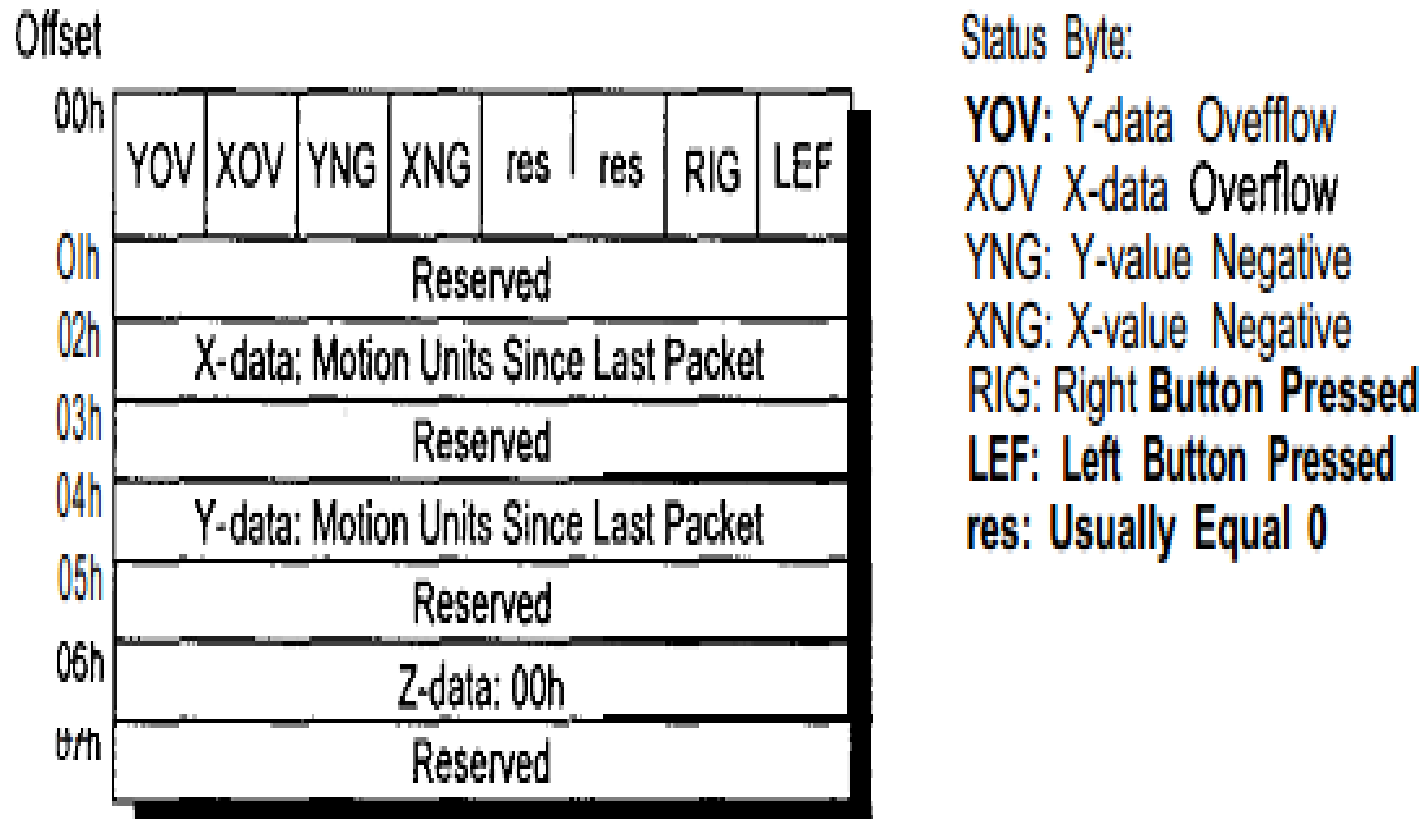 Offset
00h
YOV XOV YNG XNG res res RIG LEF
01h
Reserved
02h
X-data: Motion Units Since Last Packet
03h
Reserved
04h
Y-data: Motion Units Since Last Packet
05h
Reserved
06h
Z-data: 00h
Reserved
Status Byte:
YOV: Y-data Ovefflow
XOV X-data Overflow
YNG: Y-value Negative
XNG: X-value Negative
RIG: Right Button Pressed
LEF: Left Button Pressed
res: Usually Equal 0